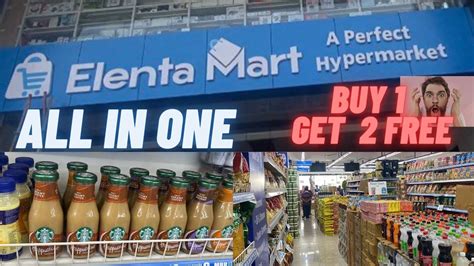 Elenta Mart
A Perfect
Hypermarket
ALL IN ONE
BUY 1
GET 2 FREE